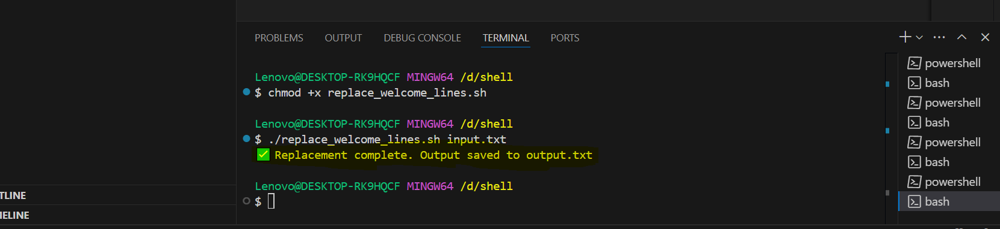 PROBLEMS OUTPUT DEBUG CONSOLE TERMINAL PORTS
Lenovo@DESKTOP-RK9HQCF MINGW64 /d/shell
$ chmod +x replace_welcome_lines.sh
Lenovo@DESKTOP-RK9HQCF MINGW64 /d/shell
$ ./replace_welcome_lines.sh input.txt
✅ Replacement complete. Output saved to output.txt
Lenovo@DESKTOP-RK9HQCF MINGW64 /d/shell
$
powershell
bash
powershell
bash
powershell
bash
powershell
bash
TLINE
MELINE